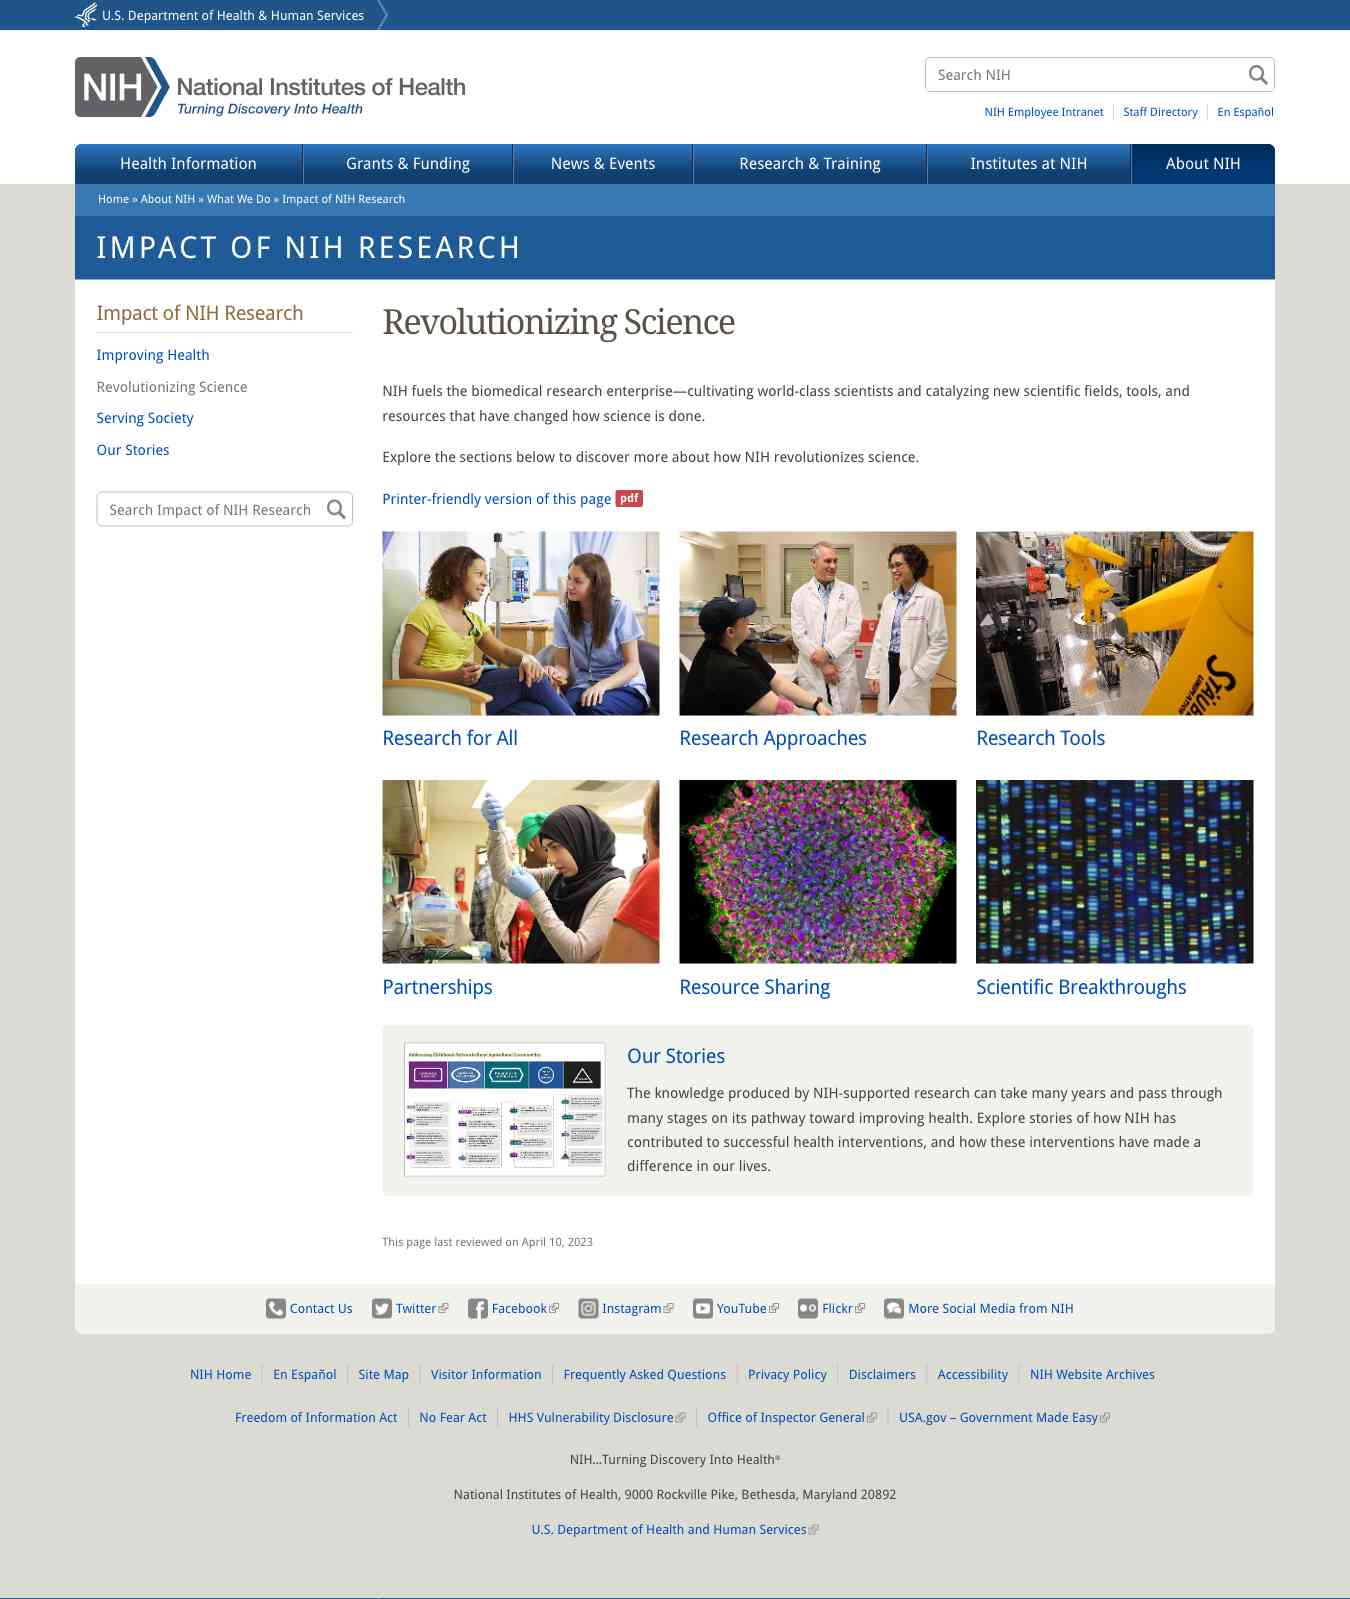 U.S. Department of Health & Human Services
NIH National Institutes of Health
Turning Discovery Into Health
Search NIH
NIH Employee Intranet Staff Directory En Español
Health Information Grants & Funding News & Events Research & Training Institutes at NIH About NIH
Home » About NIH » What We Do » Impact of NIH Research
IMPACT OF NIH RESEARCH
Impact of NIH Research
Improving Health
Revolutionizing Science
Serving Society
Our Stories
Search Impact of NIH Research
Revolutionizing Science
NIH fuels the biomedical research enterprise—cultivating world-class scientists and catalyzing new scientific fields, tools, and
resources that have changed how science is done.
Explore the sections below to discover more about how NIH revolutionizes science.
Printer-friendly version of this page pdf
Research for All Research Approaches Research Tools
Partnerships Resource Sharing Scientific Breakthroughs
Our Stories
The knowledge produced by NIH-supported research can take many years and pass through
many stages on its pathway toward improving health. Explore stories of how NIH has
contributed to successful health interventions, and how these interventions have made a
difference in our lives.
This page last reviewed on April 10, 2023
Contact Us Twitter Facebook Instagram YouTube Flickr More Social Media from NIH
NIH Home En Español Site Map Visitor Information Frequently Asked Questions Privacy Policy Disclaimers Accessibility NIH Website Archives
Freedom of Information Act No Fear Act HHS Vulnerability Disclosure Office of Inspector General USA.gov – Government Made Easy
NIH…Turning Discovery Into Health®
National Institutes of Health, 9000 Rockville Pike, Bethesda, Maryland 20892
U.S. Department of Health and Human Services